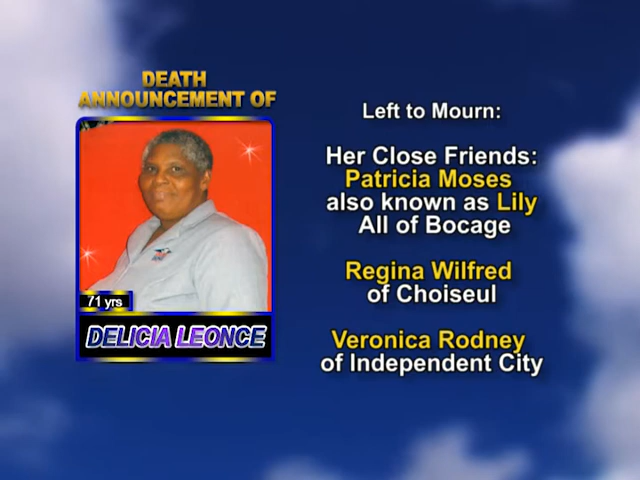 DEATH
ANNOUNCEMENT OF
71 yrs
DELICIA LEONCE
Left to Mourn:
Her Close Friends:
Patricia Moses
also known as Lily
All of Bocage
Regina Wilfred
of Choiseul
Veronica Rodney
of Independent City